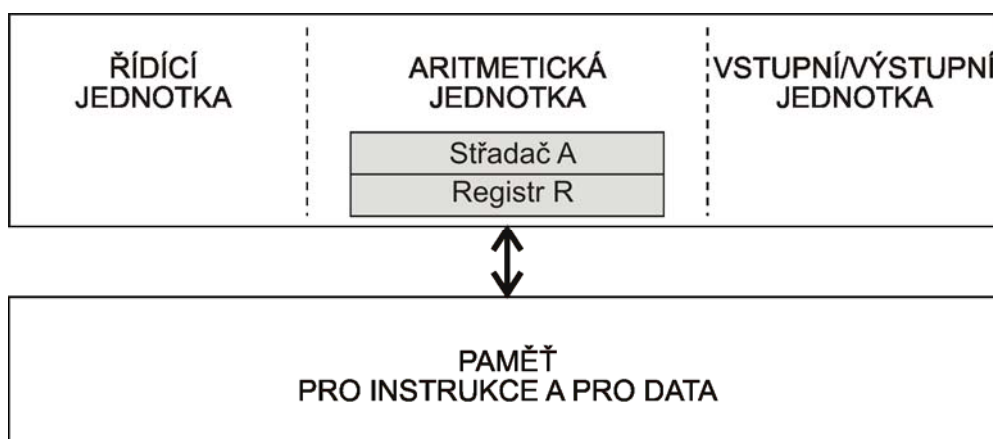 ŘÍDÍCÍ
JEDNOTKA
ARITMETICKÁ
JEDNOTKA
Střadač A
Registr R
VSTUPNÍ/VÝSTUPNÍ
JEDNOTKA
PAMĚŤ
PRO INSTRUKCE A PRO DATA